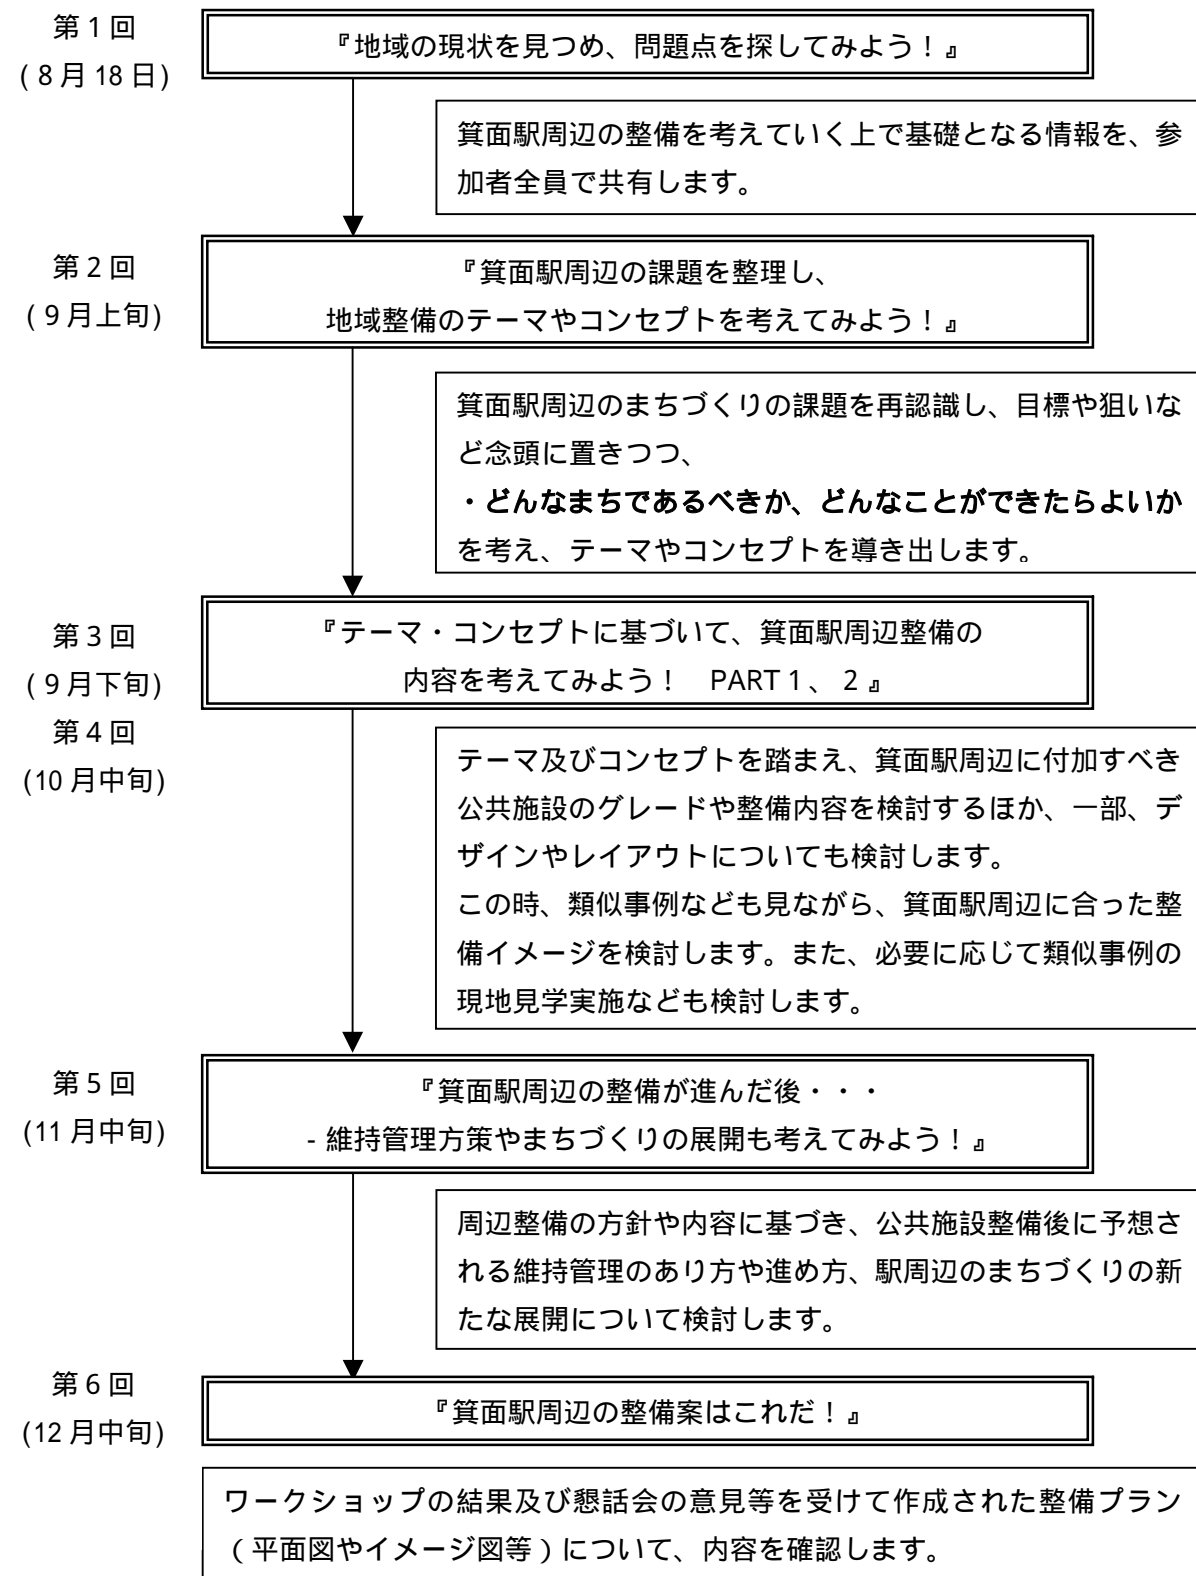 第１回
(８月 18 日)
『地域の現状を見つめ、問題点を探してみよう！』
箕面駅周辺の整備を考えていく上で基礎となる情報を、参
加者全員で共有します。
第２回
(９月上旬)
『箕面駅周辺の課題を整理し、
地域整備のテーマやコンセプトを考えてみよう！』
箕面駅周辺のまちづくりの課題を再認識し、目標や狙いな
ど念頭に置きつつ、
・どんなまちであるべきか、どんなことができたらよいか
を考え、テーマやコンセプトを導き出します。
第３回
(９月下旬)
第４回
(10 月中旬)
『テーマ・コンセプトに基づいて、箕面駅周辺整備の
内容を考えてみよう！　PART１、２』
テーマ及びコンセプトを踏まえ、箕面駅周辺に付加すべき
公共施設のグレードや整備内容を検討するほか、一部、デ
ザインやレイアウトについても検討します。
この時、類似事例なども見ながら、箕面駅周辺に合った整
備イメージを検討します。また、必要に応じて類似事例の
現地見学実施なども検討します。
第５回
(11 月中旬)
『箕面駅周辺の整備が進んだ後・・・
- 維持管理方策やまちづくりの展開も考えてみよう！』
周辺整備の方針や内容に基づき、公共施設整備後に予想さ
れる維持管理のあり方や進め方、駅周辺のまちづくりの新
たな展開について検討します。
第６回
(12 月中旬)
『箕面駅周辺の整備案はこれだ！』
ワークショップの結果及び懇話会の意見等を受けて作成された整備プラン
（平面図やイメージ図等）について、内容を確認します。